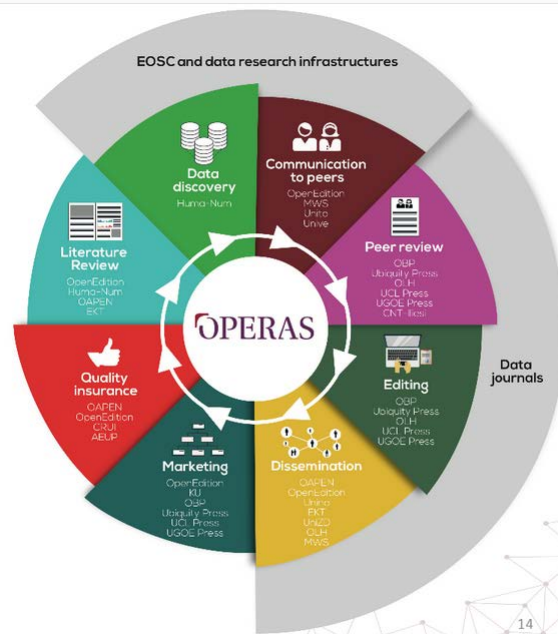 EOSC and data research infrastructures
Data
discovery
Huma-Num
Communication
to peers
OpenEdition
MWS
Unito
Unive
Peer review
OBP
Ubiquity Press
OLH
UCL Press
UGOE Press
CNT-Iliesi
Editing
OBP
Ubiquity Press
OLH
UCL Press
UGOE Press
Data
journals
Dissemination
OAPEN
OpenEdition
EKT
UniZD
OLH
MWS
Marketing
OpenEdition
KU
OBP
Ubiquity Press
UCL Press
UGOE Press
Quality
insurance
OAPEN
OpenEdition
CRUI
AEUP
Literature
Review
OpenEdition
Huma-Num
OAPEN
EKT
OPERAS
14